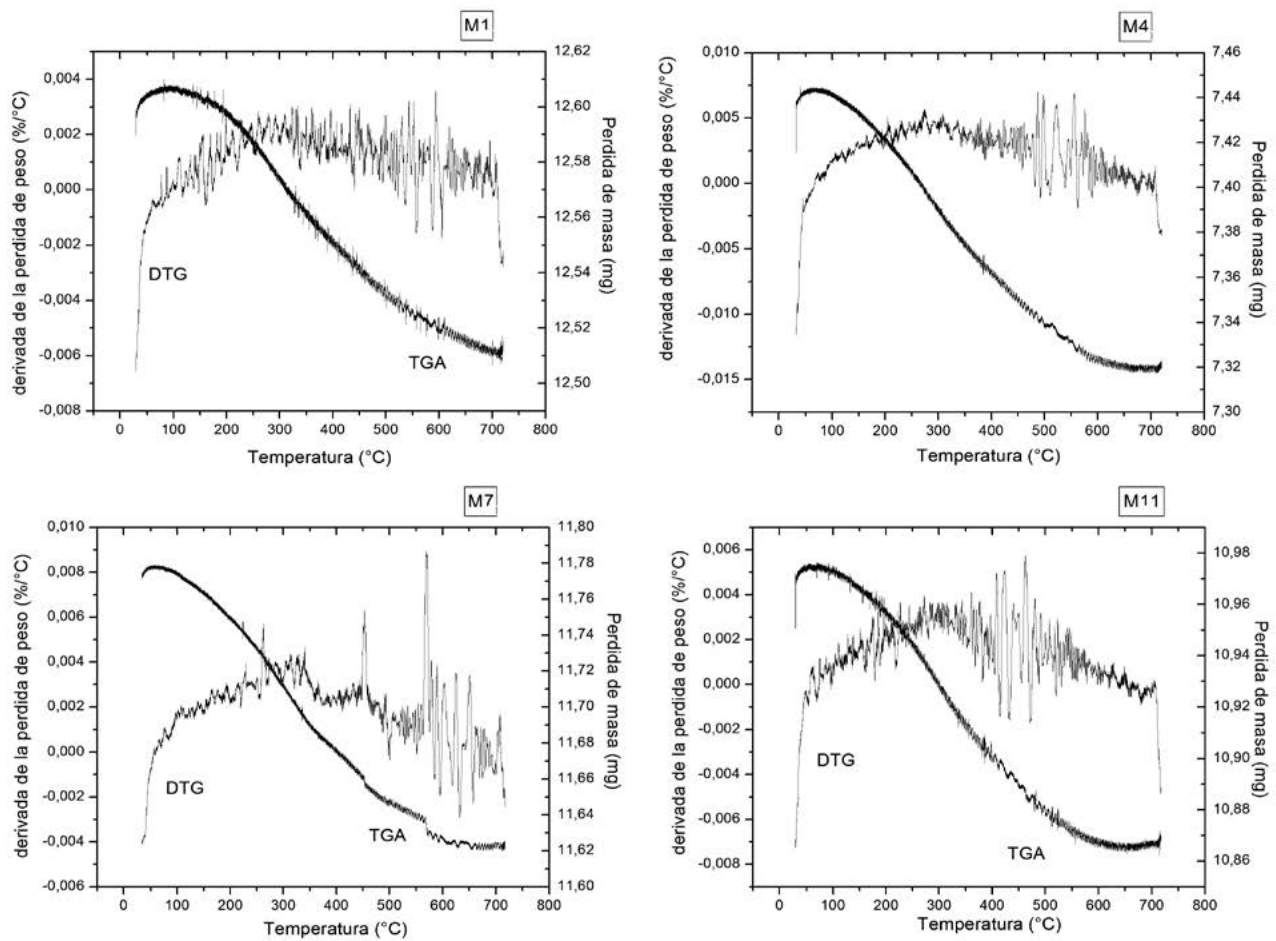 M1
derivada de la perdida de peso (%/°C)
0,004
0,002
0,000
-0,002
-0,004
-0,006
-0,008
DTG
TGA
12,62
12,60
12,58
12,56
12,54
12,52
12,50
Perdida de masa (mg)
0 100 200 300 400 500 600 700 800
Temperatura (°C)
M4
derivada de la perdida de peso (%/°C)
0,010
0,005
0,000
-0,005
-0,010
-0,015
7,46
7,44
7,42
7,40
7,38
7,36
7,34
7,32
7,30
Perdida de masa (mg)
0 100 200 300 400 500 600 700 800
Temperatura (°C)
M7
derivada de la perdida de peso (%/°C)
0,010
0,008
0,006
0,004
0,002
0,000
-0,002
-0,004
-0,006
DTG
TGA
11,80
11,78
11,76
11,74
11,72
11,70
11,68
11,66
11,64
11,62
11,60
Perdida de masa (mg)
0 100 200 300 400 500 600 700 800
Temperatura (°C)
M11
derivada de la perdida de peso (%/°C)
0,006
0,004
0,002
0,000
-0,002
-0,004
-0,006
-0,008
DTG
TGA
10,98
10,96
10,94
10,92
10,90
10,88
10,86
Perdida de masa (mg)
0 100 200 300 400 500 600 700 800
Temperatura (°C)